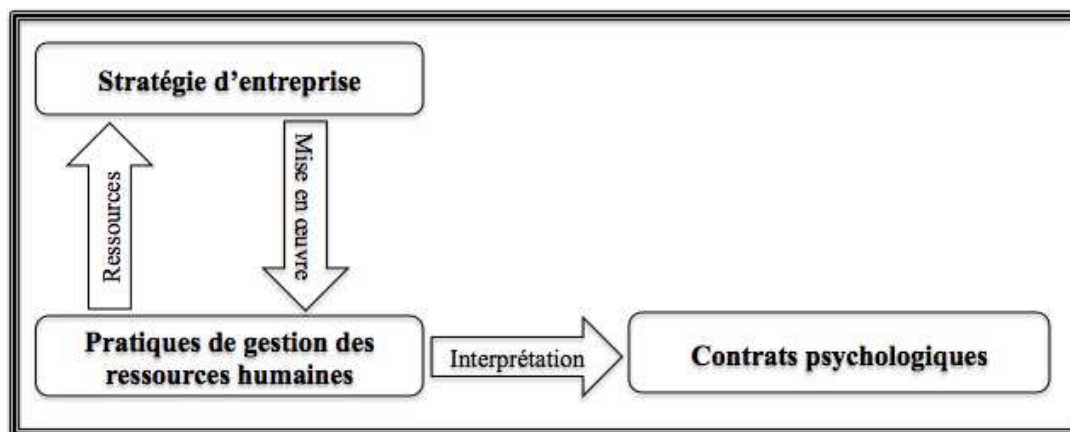 Stratégie d’entreprise
Ressources
Mise en œuvre
Pratiques de gestion des
ressources humaines
Interprétation
Contrats psychologiques